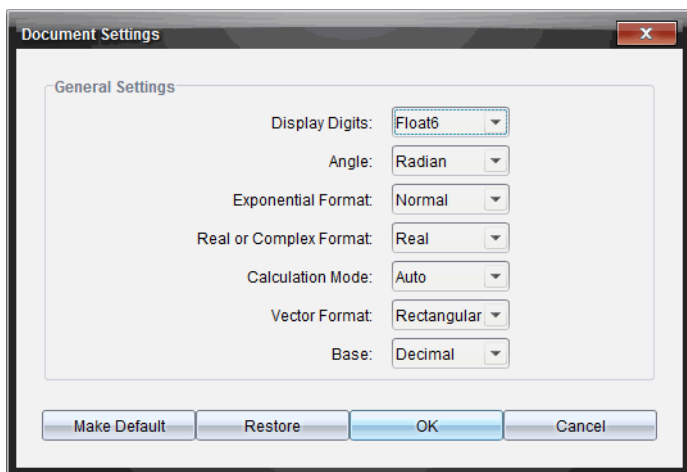 Document Settings
X
General Settings
Display Digits: Float6
Angle: Radian
Exponential Format: Normal
Real or Complex Format: Real
Calculation Mode: Auto
Vector Format: Rectangular
Base: Decimal
Make Default Restore OK Cancel